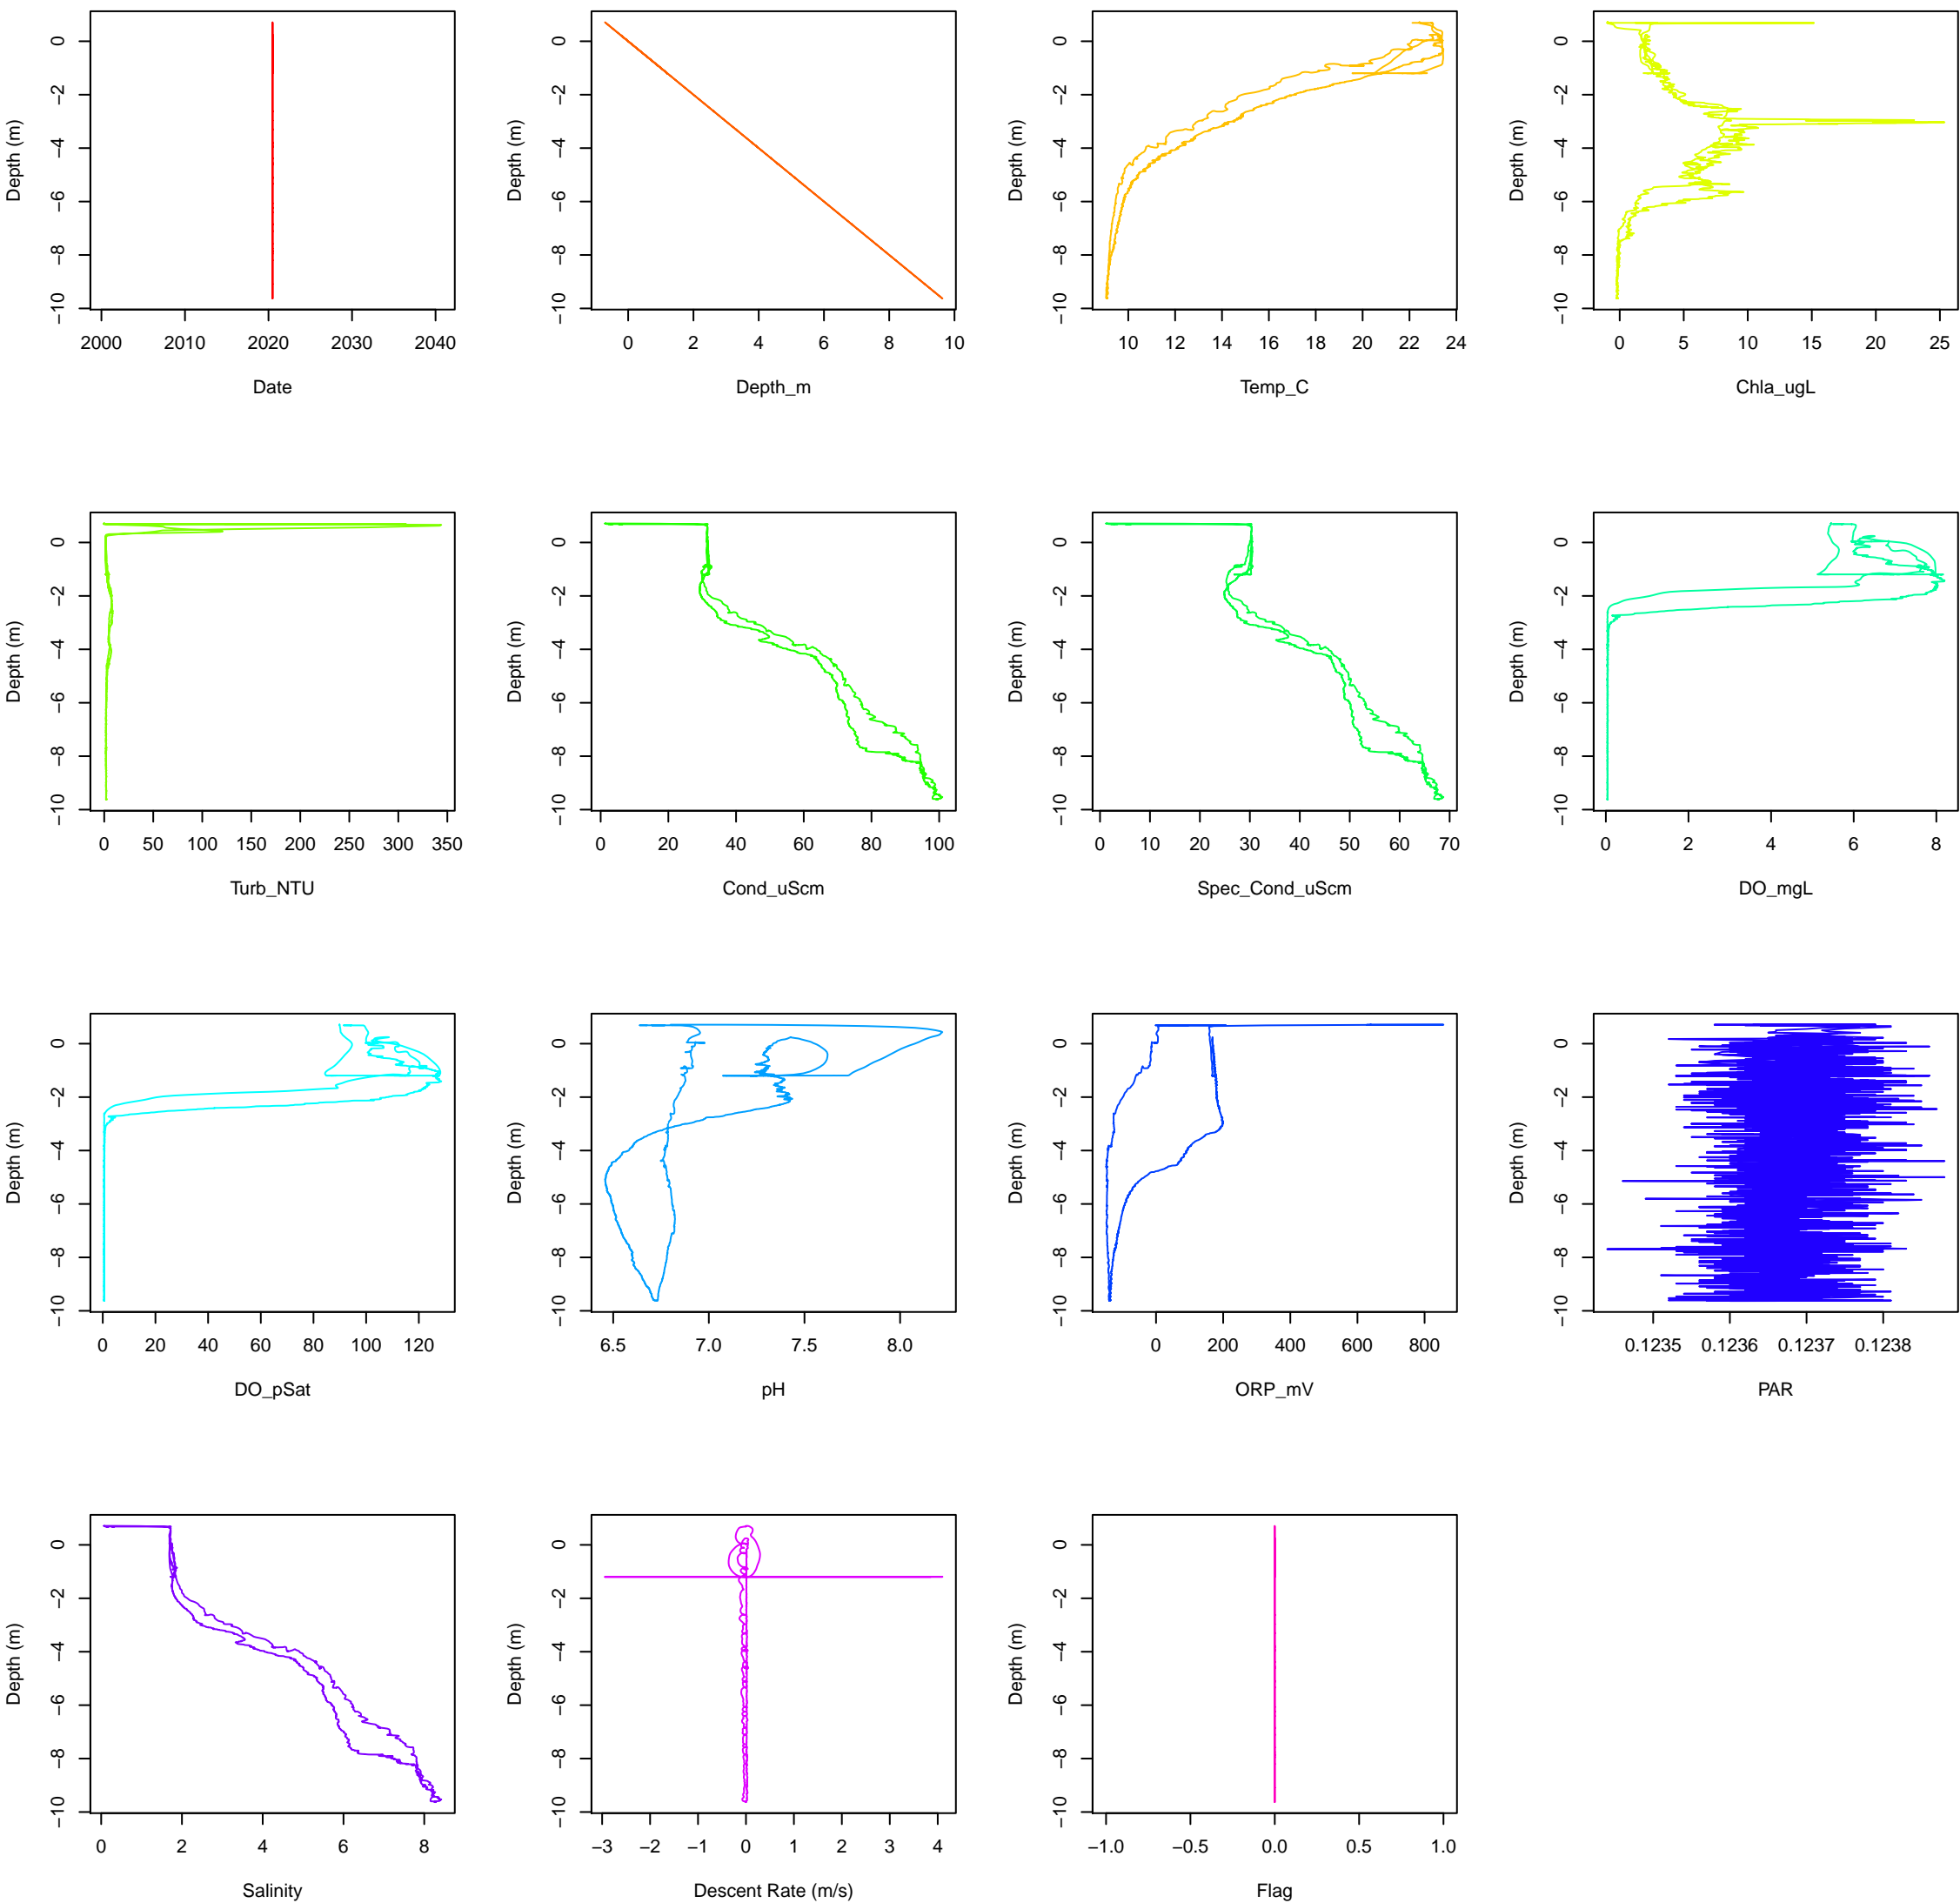 Depth (m) Depth (m) Depth (m) Depth (m)
0 0 0 0
−2 −2 −2 −2
−4 −4 −4 −4
−6 −6 −6 −6
−8 −8 −8 −8
−10 −10 −10 −10
2000 2010 2020 2030 2040 0 2 4 6 8 10 10 12 14 16 18 20 22 24 0 5 10 15 20 25
Date Depth_m Temp_C Chla_ugL
Depth (m) Depth (m) Depth (m) Depth (m)
0 0 0 0
−2 −2 −2 −2
−4 −4 −4 −4
−6 −6 −6 −6
−8 −8 −8 −8
−10 −10 −10 −10
0 50 100 150 200 250 300 350 0 20 40 60 80 100 0 10 20 30 40 50 60 70 0 2 4 6 8
Turb_NTU Cond_uScm Spec_Cond_uScm DO_mgL
Depth (m) Depth (m) Depth (m) Depth (m)
0 0 0 0
−2 −2 −2 −2
−4 −4 −4 −4
−6 −6 −6 −6
−8 −8 −8 −8
−10 −10 −10 −10
0 20 40 60 80 100 120 6.5 7.0 7.5 8.0 0 200 400 600 800 0.1235 0.1236 0.1237 0.1238
DO_pSat pH ORP_mV PAR
Depth (m) Depth (m) Depth (m)
0 0 0
−2 −2 −2
−4 −4 −4
−6 −6 −6
−8 −8 −8
−10 −10 −10
0 2 4 6 8 −3 −2 −1 0 1 2 3 4 −1.0 −0.5 0.0 0.5 1.0
Salinity Descent Rate (m/s) Flag